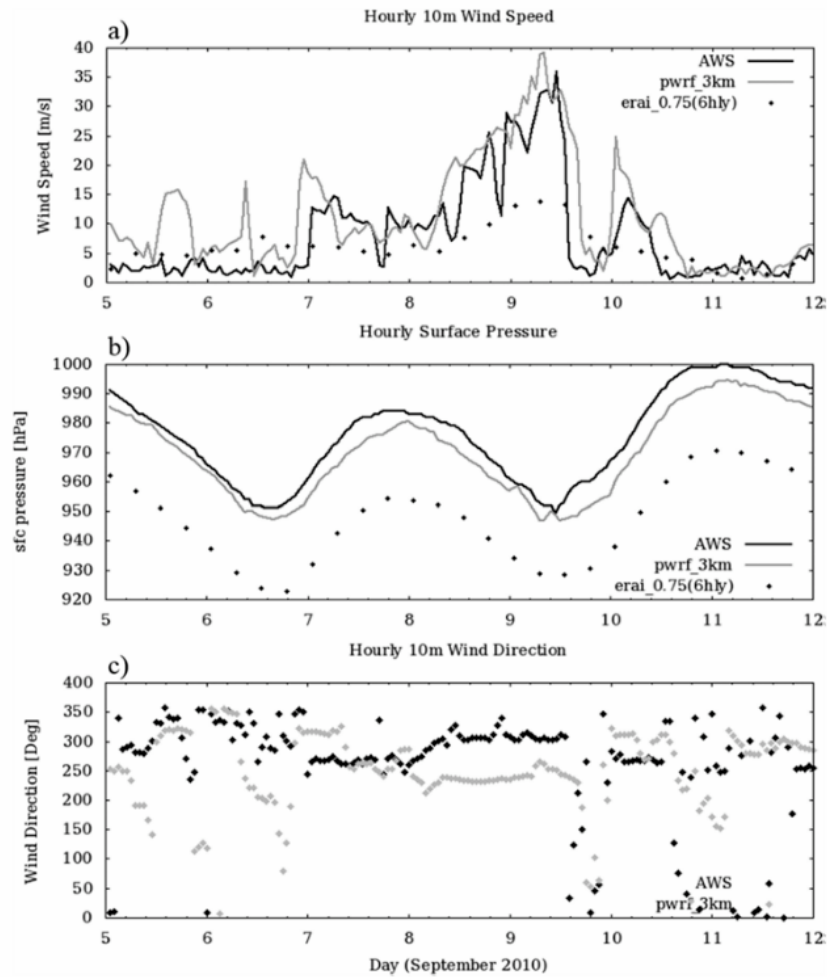 Hourly 10m Wind Speed
a)
40
35
30
25
20
15
10
5
0
Wind Speed [m/s]
AWS
pwrf_3km
erai_0.75(6hly)
5 6 7 8 9 10 11 12:
Hourly Surface Pressure
b)
1000
990
980
970
960
950
940
930
920
sfc pressure [hPa]
AWS
pwrf_3km
erai_0.75(6hly)
5 6 7 8 9 10 11 12:
Hourly 10m Wind Direction
c)
400
350
300
250
200
150
100
50
0
Wind Direction [Deg]
AWS
pwrf_3km
5 6 7 8 9 10 11 12:
Day (September 2010)